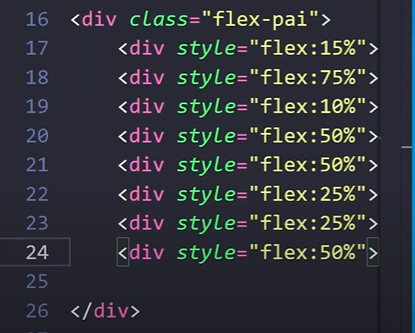 16 <div class="flex-pai">
17 <div style="flex:15%">
18 <div style="flex:75%">
19 <div style="flex:10%">
20 <div style="flex:50%">
21 <div style="flex:50%">
22 <div style="flex:25%">
23 <div style="flex:25%">
24 <div style="flex:50%">
25
26 </div>